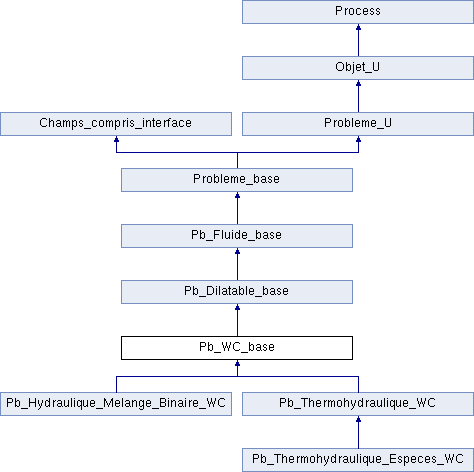 Process
Objet_U
Champs_compris_interface
Probleme_U
Probleme_base
Pb_Fluide_base
Pb_Dilatable_base
Pb_WC_base
Pb_Hydraulique_Melange_Binaire_WC
Pb_Thermohydraulique_WC
Pb_Thermohydraulique_Especes_WC